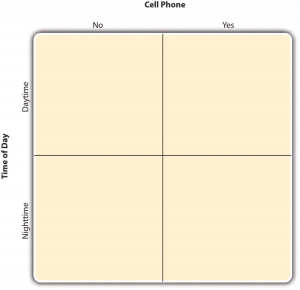 Cell Phone
No Yes
Time of Day
Daytime
Nighttime